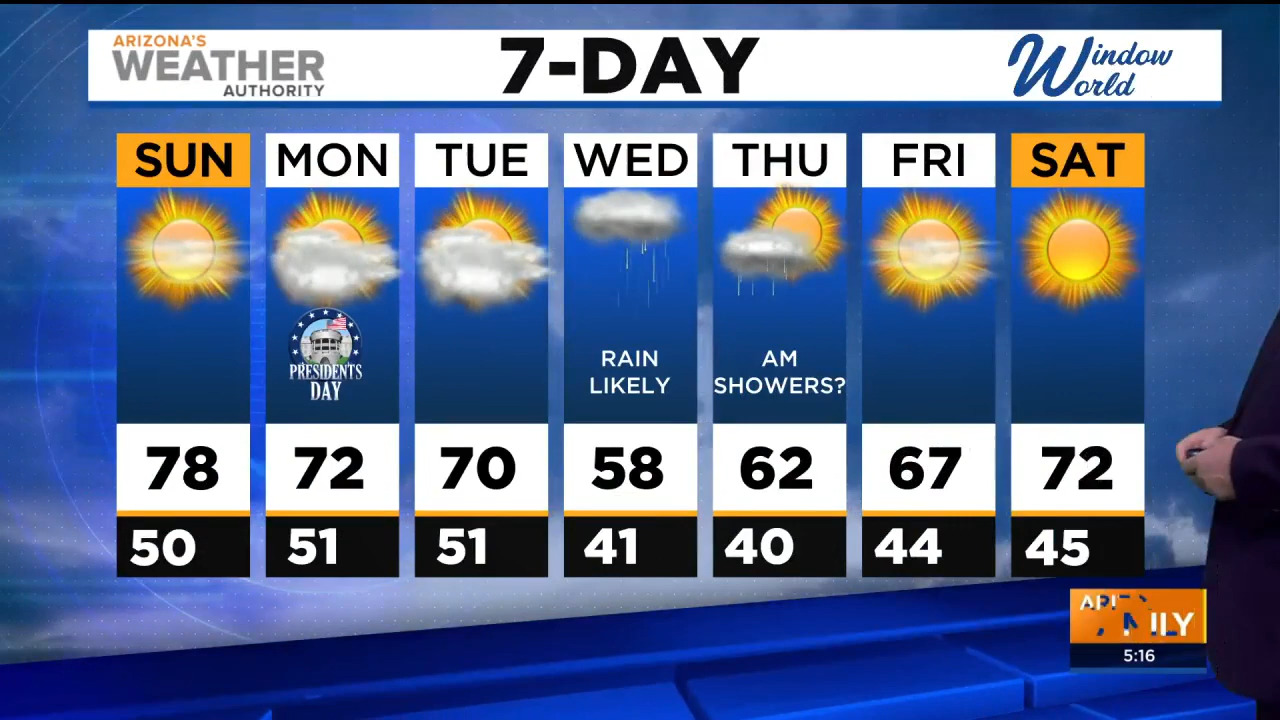 ARIZONA'S
WEATHER
AUTHORITY
7-DAY
Window
World
SUN MON TUE WED THU FRI SAT
PRESIDENTS
DAY
RAIN
LIKELY
AM
SHOWERS?
78 72 70 58 62 67 72
50 51 51 41 40 44 45
5:16